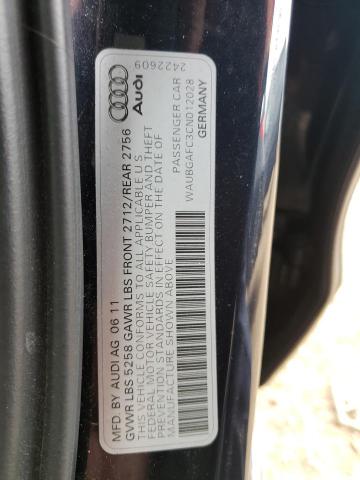 2422609
Audi
PASSENGER CAR
WAUBGAFC3CND12028
GERMANY
MFD. BY AUDI AG 06 11
GVWR LBS 5258 GAWR LBS FRONT 2712/REAR 2756
THIS VEHICLE CONFORMS TO ALL APPLICABLE U.S
FEDERAL MOTOR VEHICLE SAFETY BUMPER AND THEFT
PREVENTION STANDARDS IN EFFECT ON THE DATE OF
MANUFACTURE SHOWN ABOVE